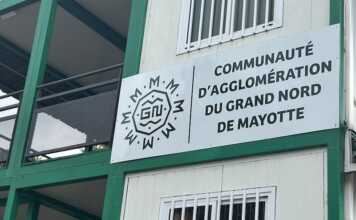 COMMUNAUTÉ
D'AGGLOMÉRATION
DU GRAND NORD
DE MAYOTTE